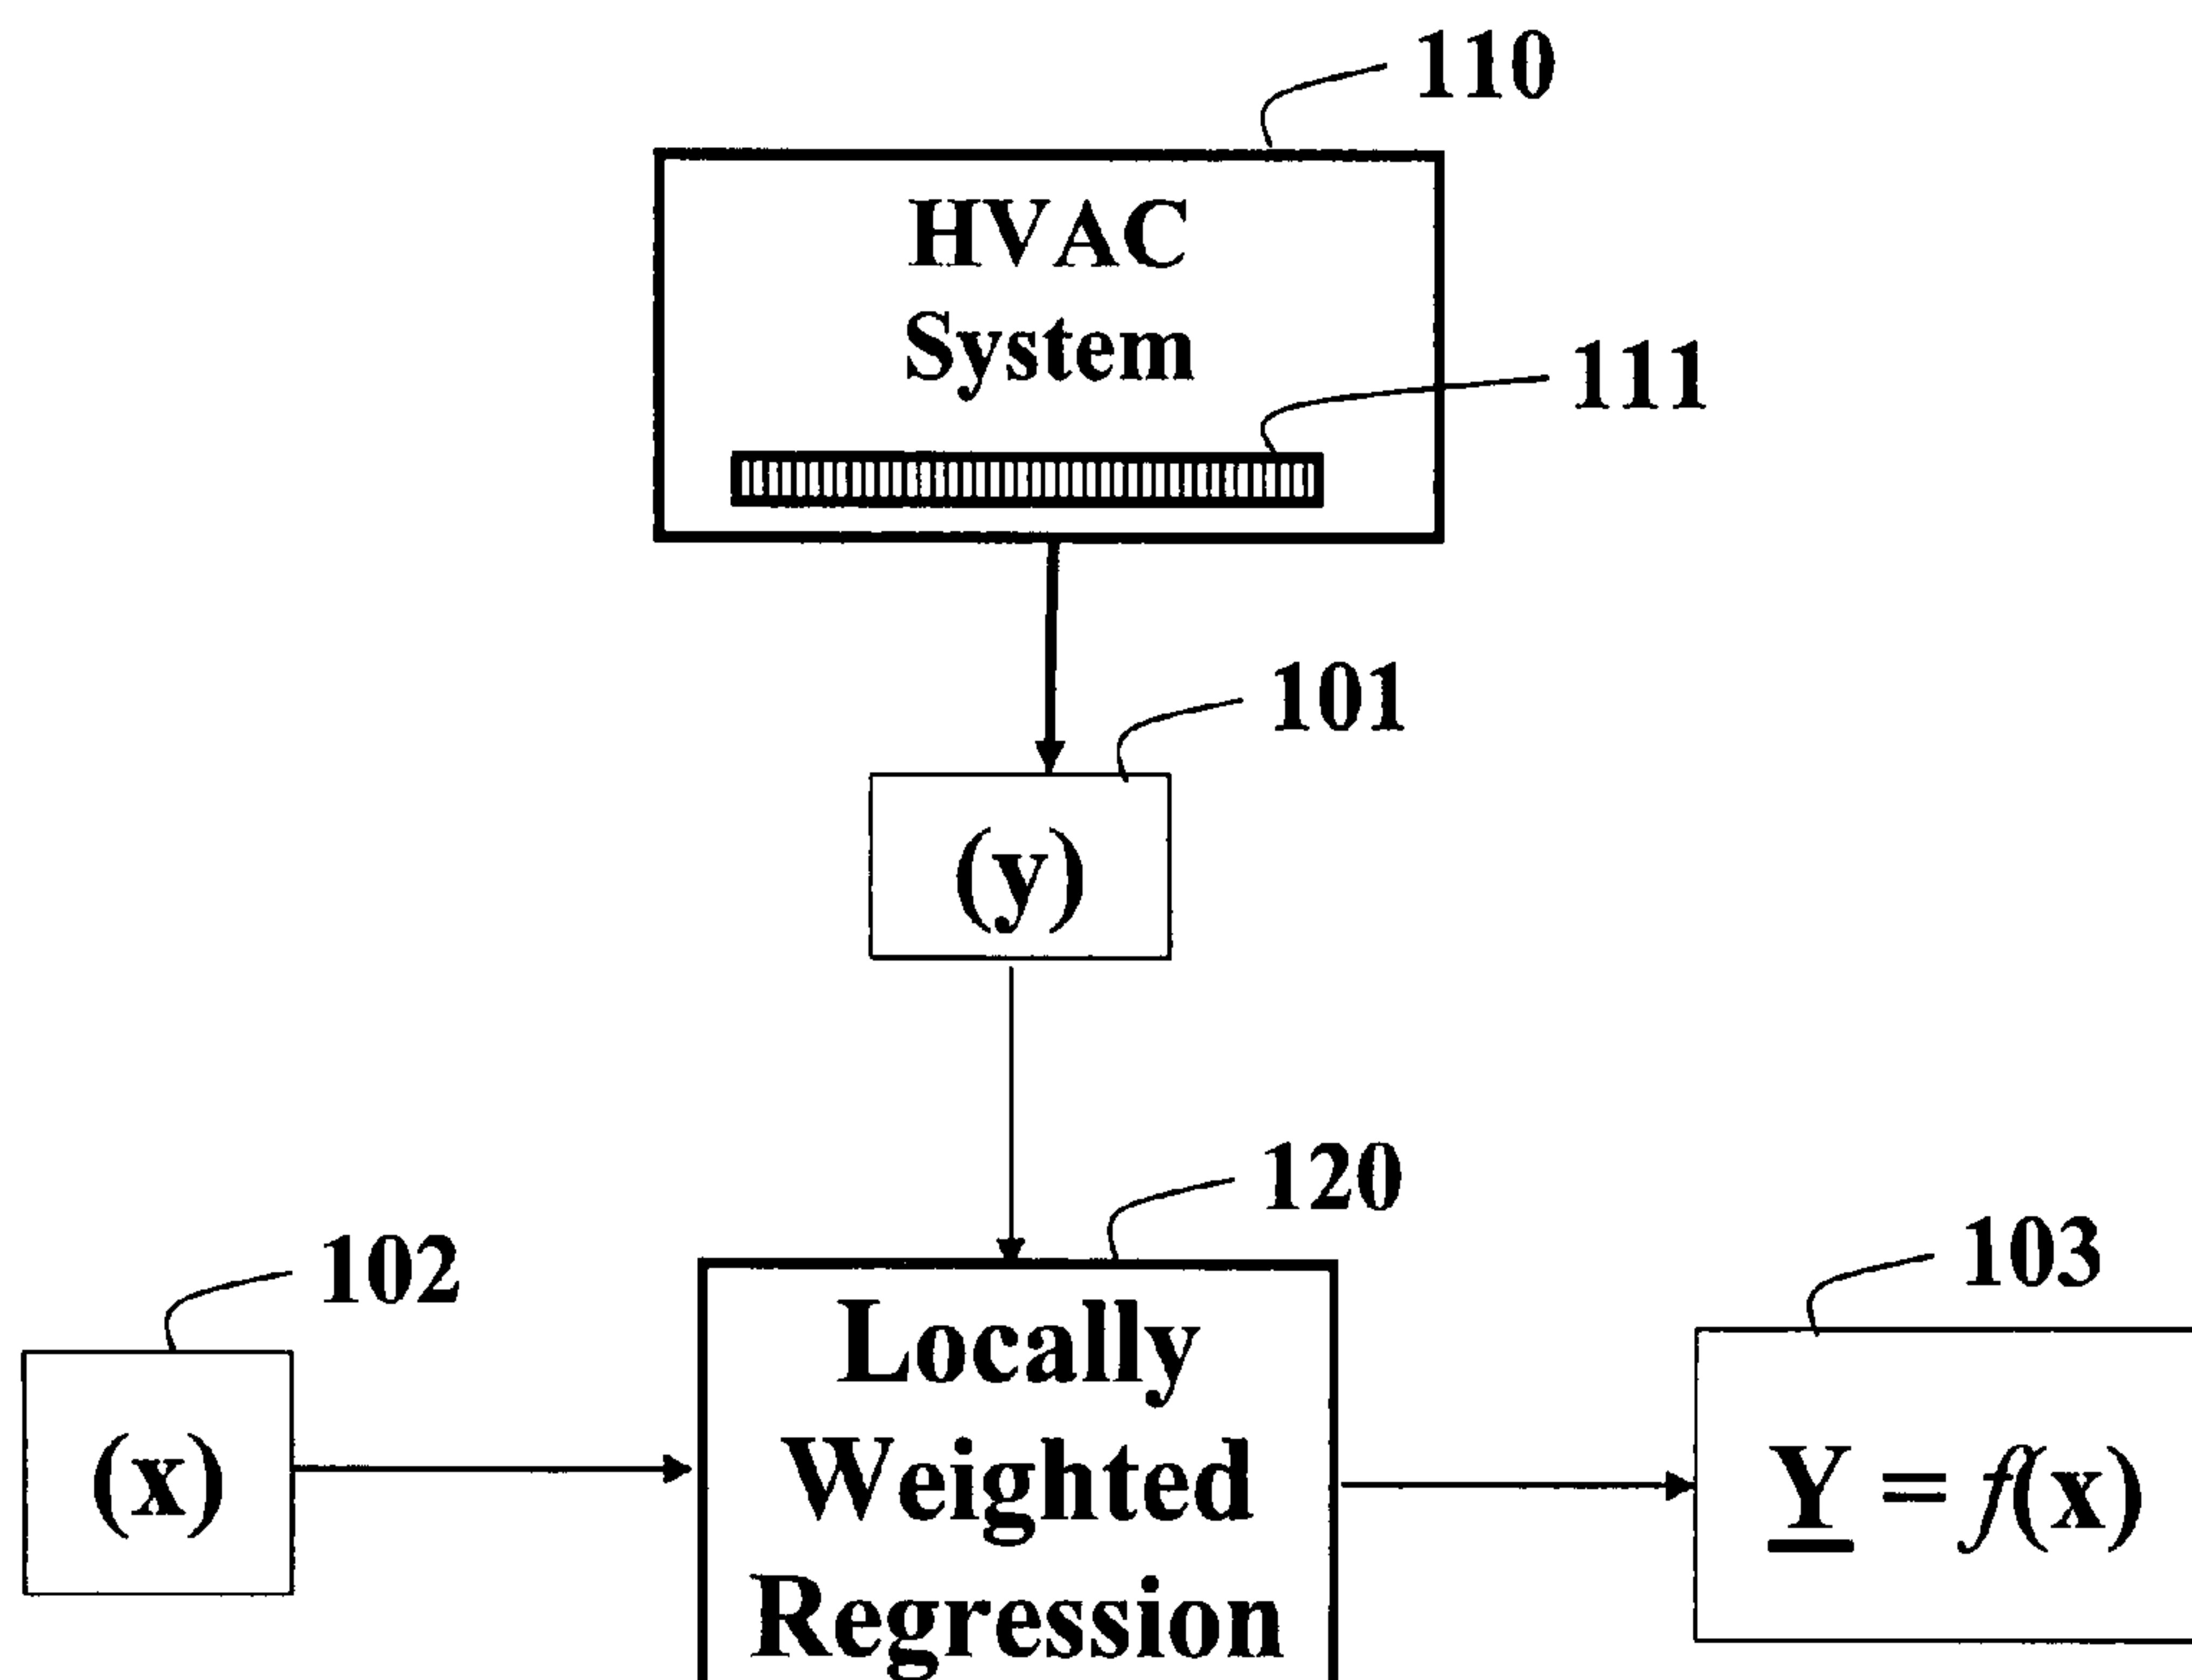 110
HVAC
System
111
101
(y)
120
102
103
Locally
Weighted
Regression
(x)
Y = f(x)